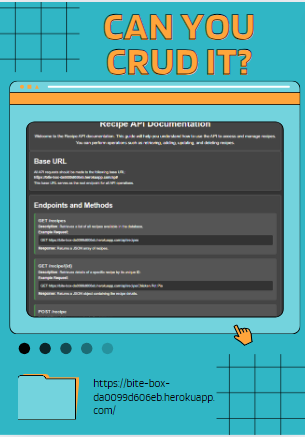 CAN YOU
CRUD IT?
Recipe API Documentation
Welcome to the Recipe API documentation. This guide will help you understand how to use the API to access and manage recipes.
You can perform operations such as retrieving, adding, updating, and deleting recipes.
Base URL
All API requests should be made to the following base URL:
https://bite-box-da0099d606eb.herokuapp.com/api/
The base URL serves as the root endpoint for all API operations.
Endpoints and Methods
GET /recipes
Description: Retrieves a list of all recipes available in the database.
Example Request:
GET https://bite-box-da0099d606eb.herokuapp.com/api/recipes
Response: Returns a JSON array of recipes.
GET /recipe/{id}
Description: Retrieves details of a specific recipe by its unique ID.
Example Request:
GET https://bite-box-da0099d606eb.herokuapp.com/api/recipe/
Response: Returns a JSON object containing the recipe details.
POST /recipe
https://bite-box-
da0099d606eb.herokuapp.
com/